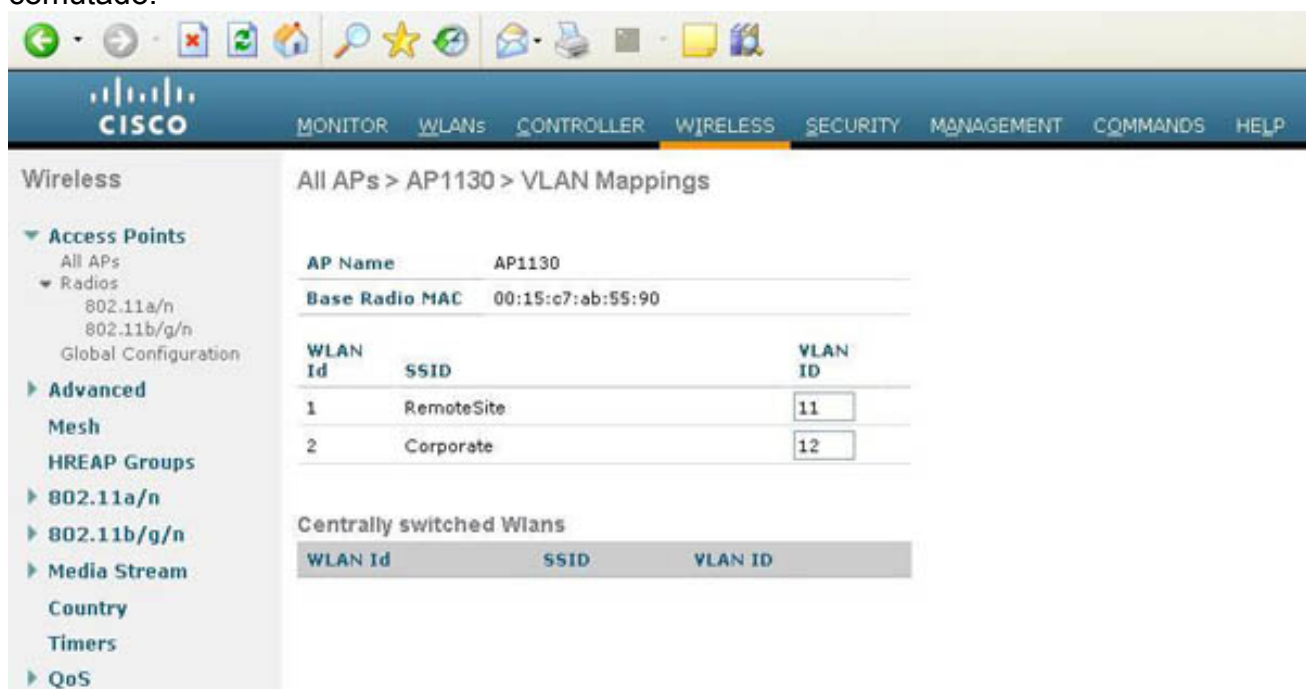 comutado.
CISCO
MONITOR WLANs CONTROLLER WIRELESS SECURITY MANAGEMENT COMMANDS HELP
Wireless
Access Points
All APs
Radios
802.11a/n
802.11b/g/n
Global Configuration
Advanced
Mesh
HREAP Groups
802.11a/n
802.11b/g/n
Media Stream
Country
Timers
QoS
All APs > AP1130 > VLAN Mappings
AP Name AP1130
Base Radio MAC 00:15:c7:ab:55:90
WLAN Id SSID VLAN ID
1 RemoteSite 11
2 Corporate 12
Centrally switched Wlans
WLAN Id SSID VLAN ID